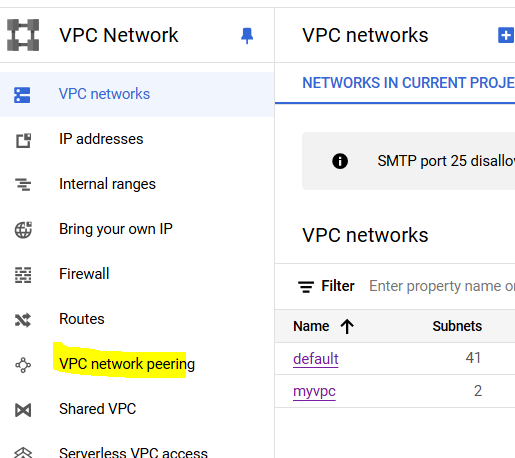 VPC Network
VPC networks
IP addresses
Internal ranges
Bring your own IP
Firewall
Routes
VPC network peering
Shared VPC
Serverless VPC access
VPC networks
NETWORKS IN CURRENT PROJE
SMTP port 25 disallo
VPC networks
Filter Enter property name o
Name Subnets
default 41
myvpc 2